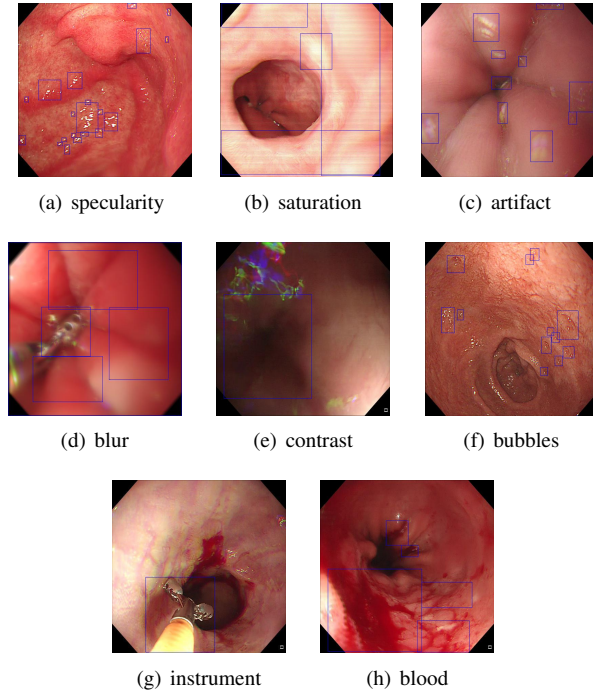 (a) specularity
(b) saturation
(c) artifact
(d) blur
(e) contrast
(f) bubbles
(g) instrument
(h) blood